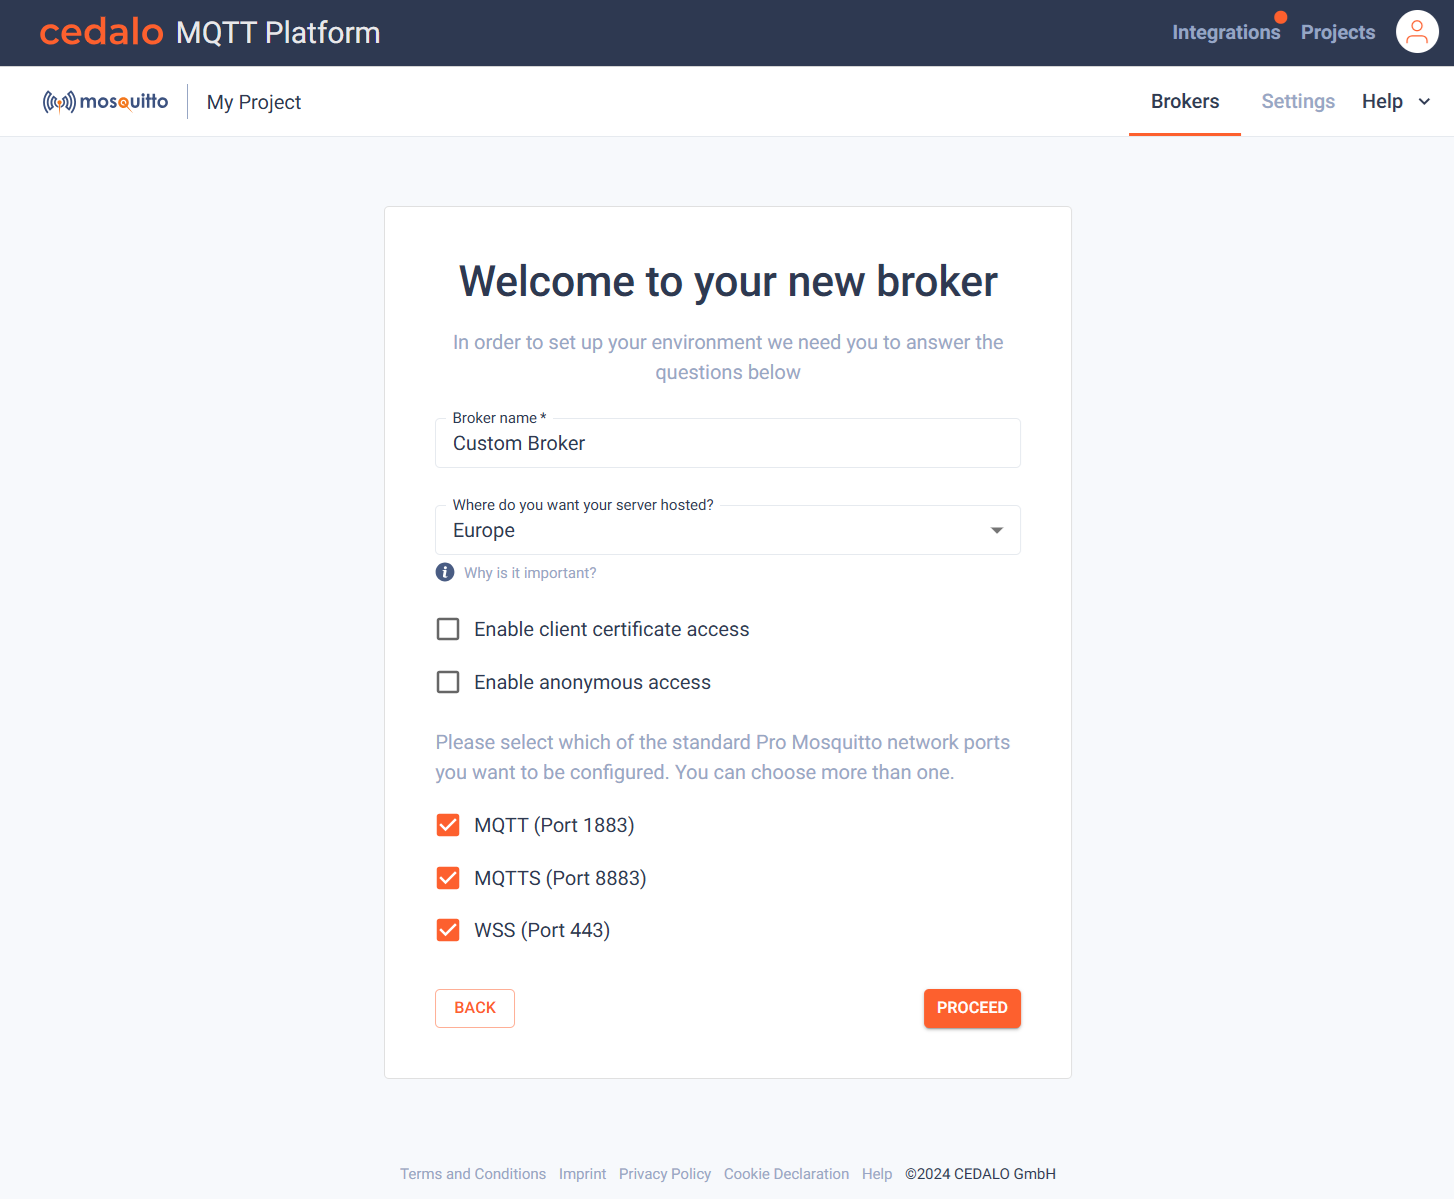 cedalo MQTT Platform
Integrations Projects
mosquitto My Project
Brokers Settings Help
Welcome to your new broker
In order to set up your environment we need you to answer the
questions below
Broker name *
Custom Broker
Where do you want your server hosted?
Europe
Why is it important?
Enable client certificate access
Enable anonymous access
Please select which of the standard Pro Mosquitto network ports
you want to be configured. You can choose more than one.
MQTT (Port 1883)
MQTTS (Port 8883)
WSS (Port 443)
BACK PROCEED
Terms and Conditions Imprint Privacy Policy Cookie Declaration Help ©2024 CEDALO GmbH